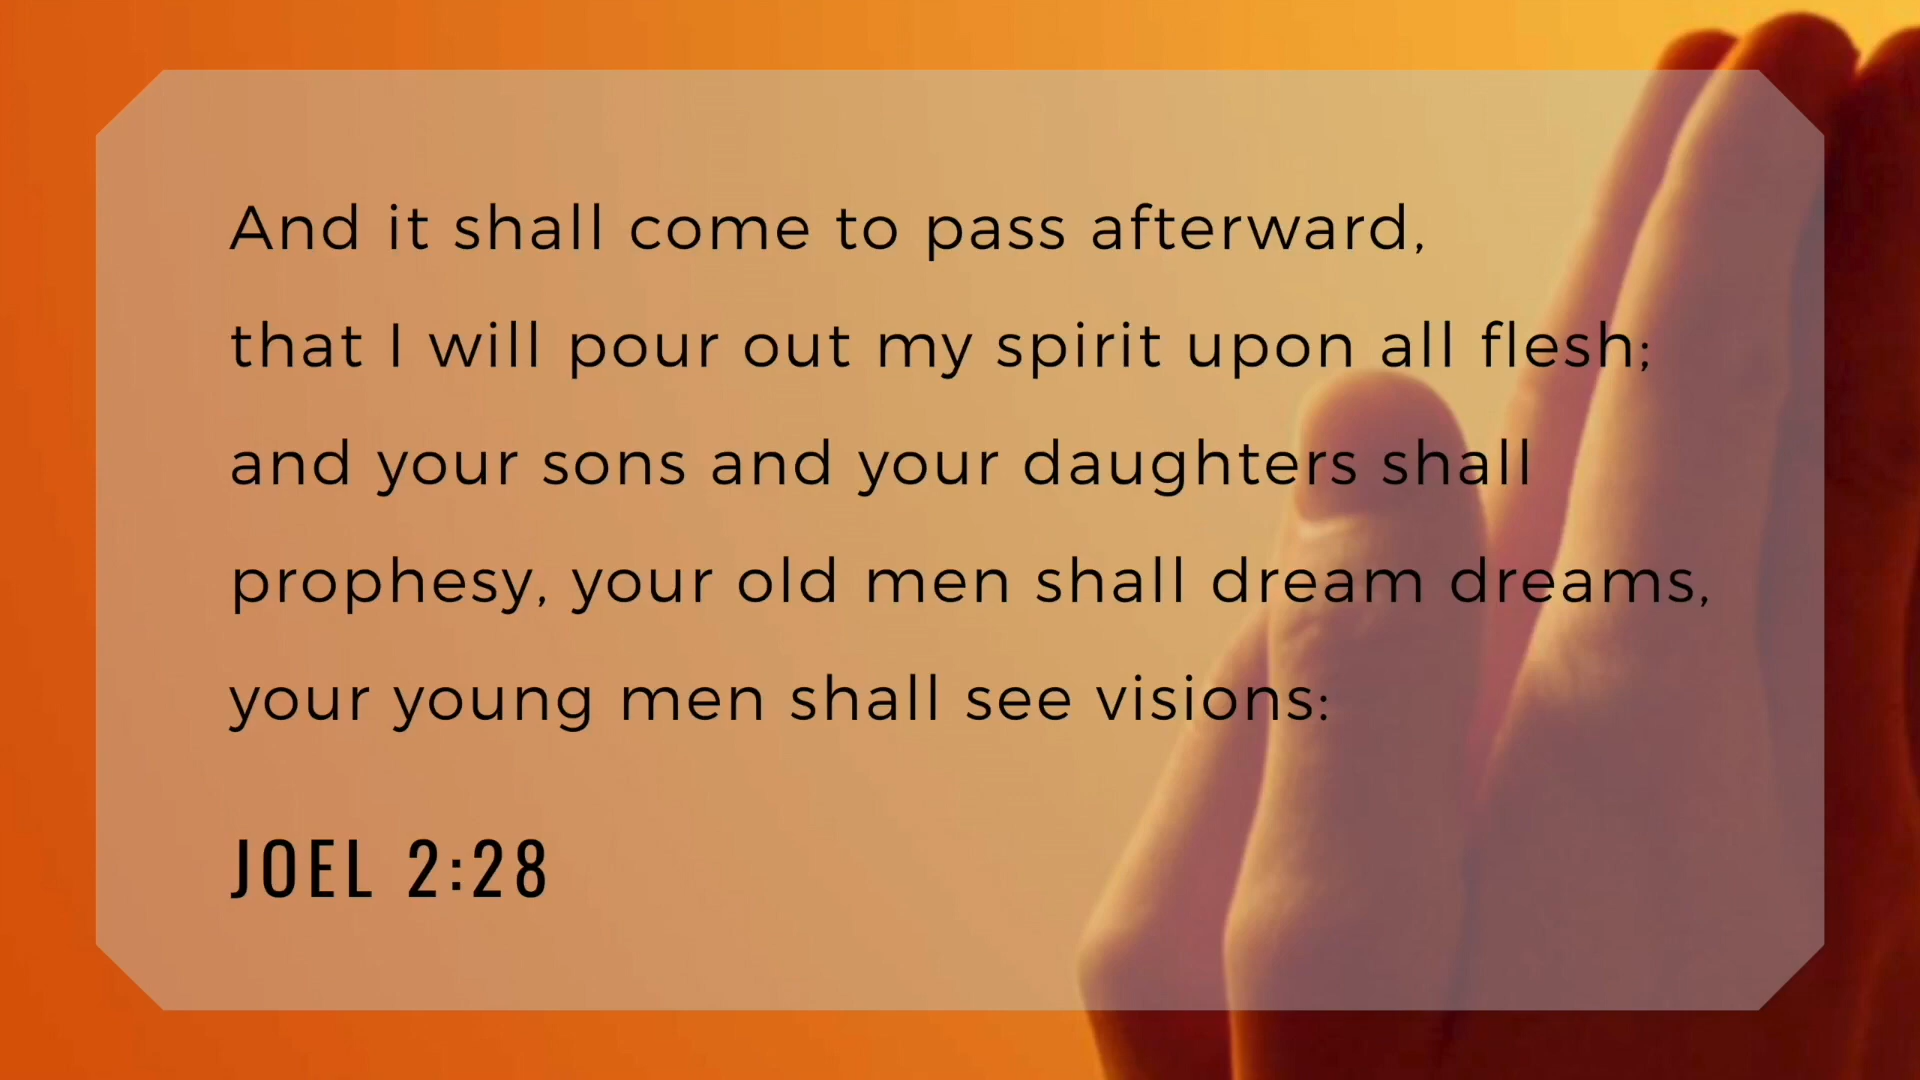 And it shall come to pass afterward,
that I will pour out my spirit upon all flesh;
and your sons and your daughters shall
prophesy, your old men shall dream dreams,
your young men shall see visions:
JOEL 2:28